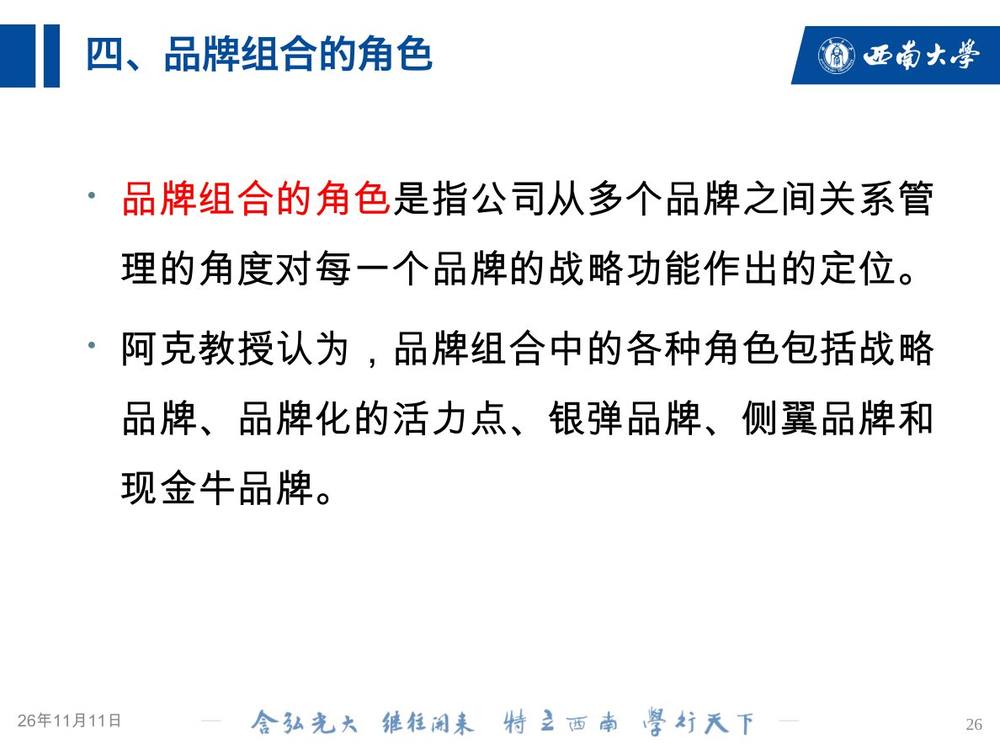 四、品牌组合的角色
西南大学
• 品牌组合的角色是指公司从多个品牌之间关系管
理的角度对每一个品牌的战略功能作出的定位。
• 阿克教授认为，品牌组合中的各种角色包括战略
品牌、品牌化的活力点、银弹品牌、侧翼品牌和
现金牛品牌。
26年11月11日
含弘光大 继往开来 特立西南 學行天下
26